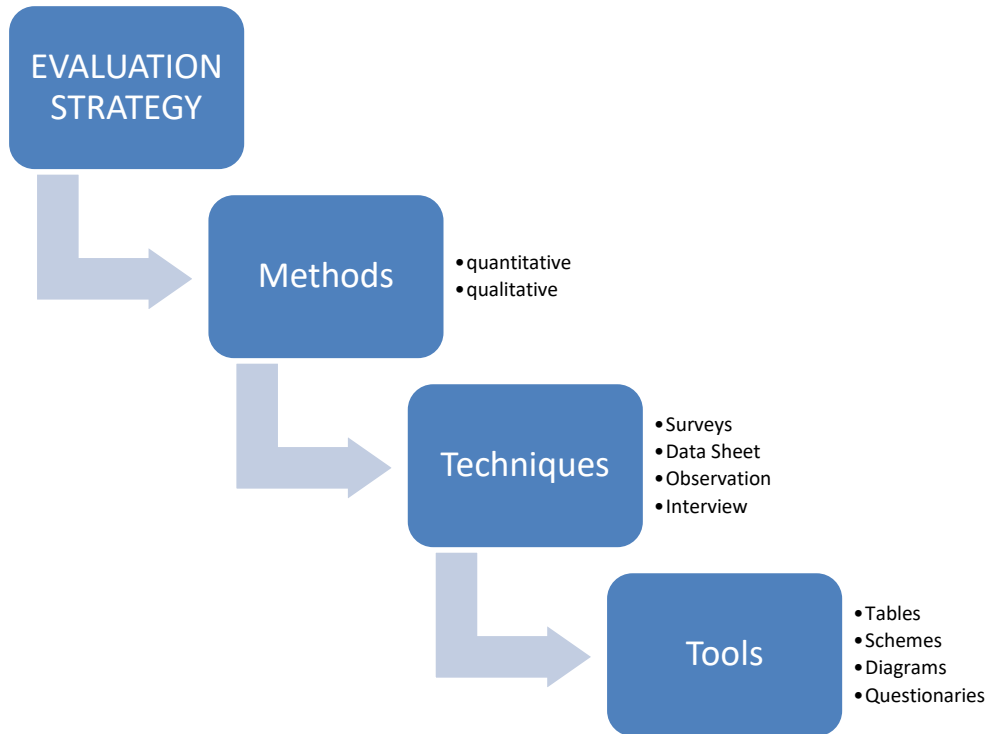 EVALUATION
STRATEGY
Methods
•quantitative
•qualitative
Techniques
•Surveys
•Data Sheet
•Observation
•Interview
Tools
•Tables
•Schemes
•Diagrams
•Questionaries